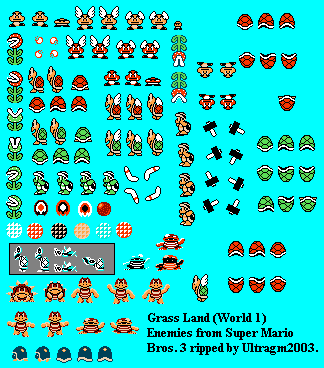 Grass Land (World 1)
Enemies from Super Mario
Bros. 3 ripped by Ultragm2003.